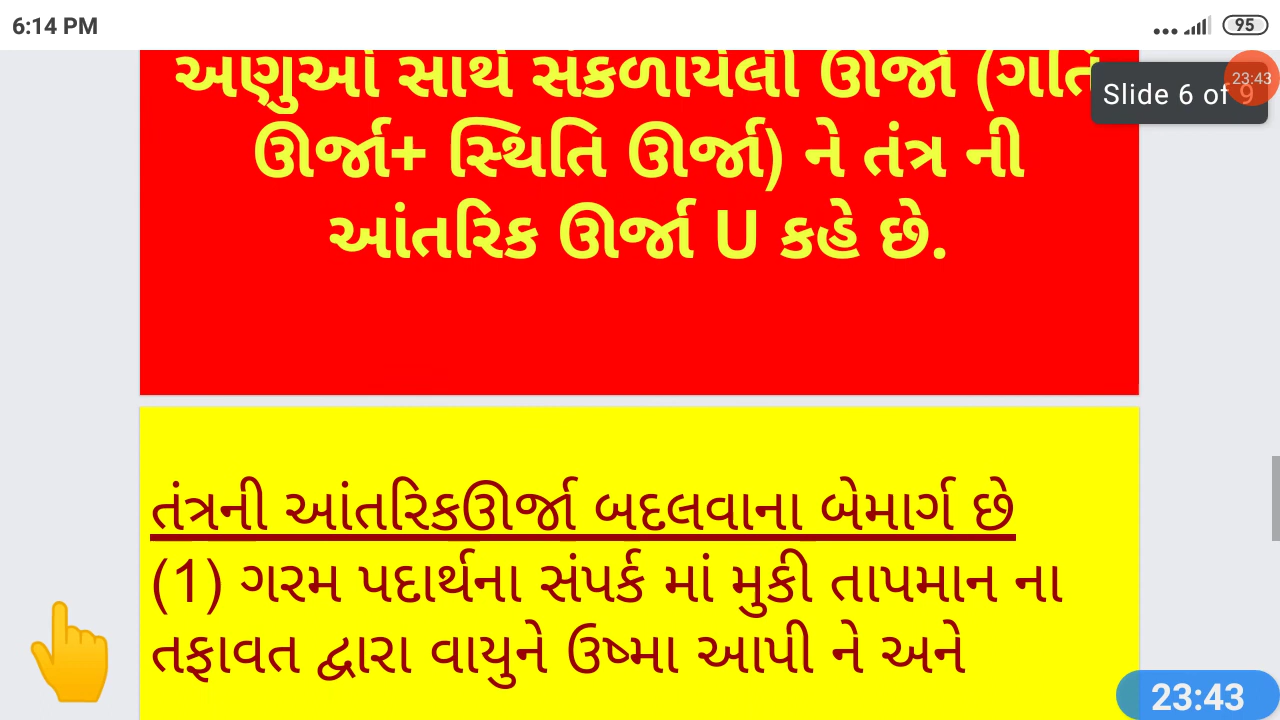 6:14 PM
95
23:43
Slide 6 of 9
અણુઓ સાથે સંકળાયેલી ઊર્જા (ગતિ
ઊર્જા+ સ્થિતિ ઊર્જા) ને તંત્ર ની
આંતરિક ઊર્જા U કહે છે.
તંત્રની આંતરિકઊર્જા બદલવાના બેમાર્ગ છે
(1) ગરમ પદાર્થના સંપર્ક માં મુકી તાપમાન ના
તફાવત દ્વારા વાયુને ઉષ્મા આપી ને અને
23:43